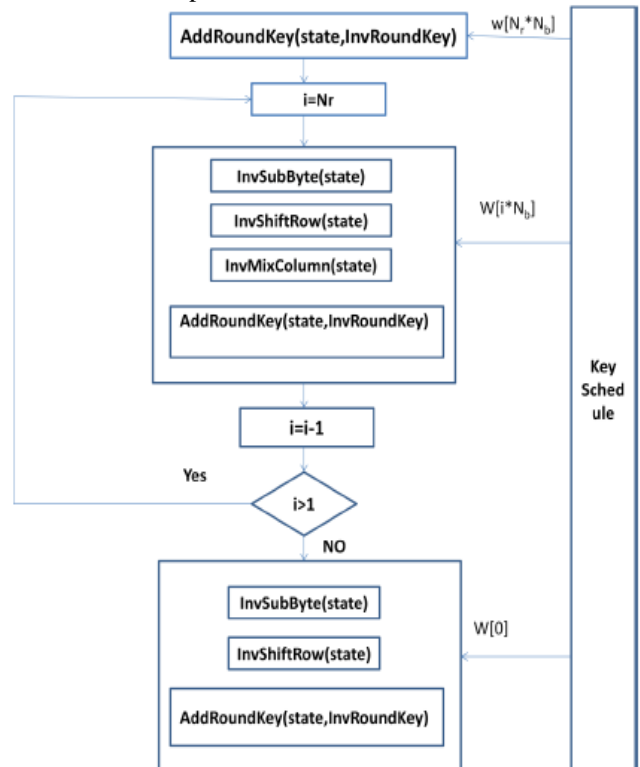 AddRoundKey(state,InvRoundKey)
w[Nr*Nb]
i=Nr
InvSubByte(state)
InvShiftRow(state)
W[i*Nb]
InvMixColumn(state)
AddRoundKey(state,InvRoundKey)
Key
Sched
ule
i=i-1
Yes
i>1
NO
InvSubByte(state)
W[0]
InvShiftRow(state)
AddRoundKey(state,InvRoundKey)